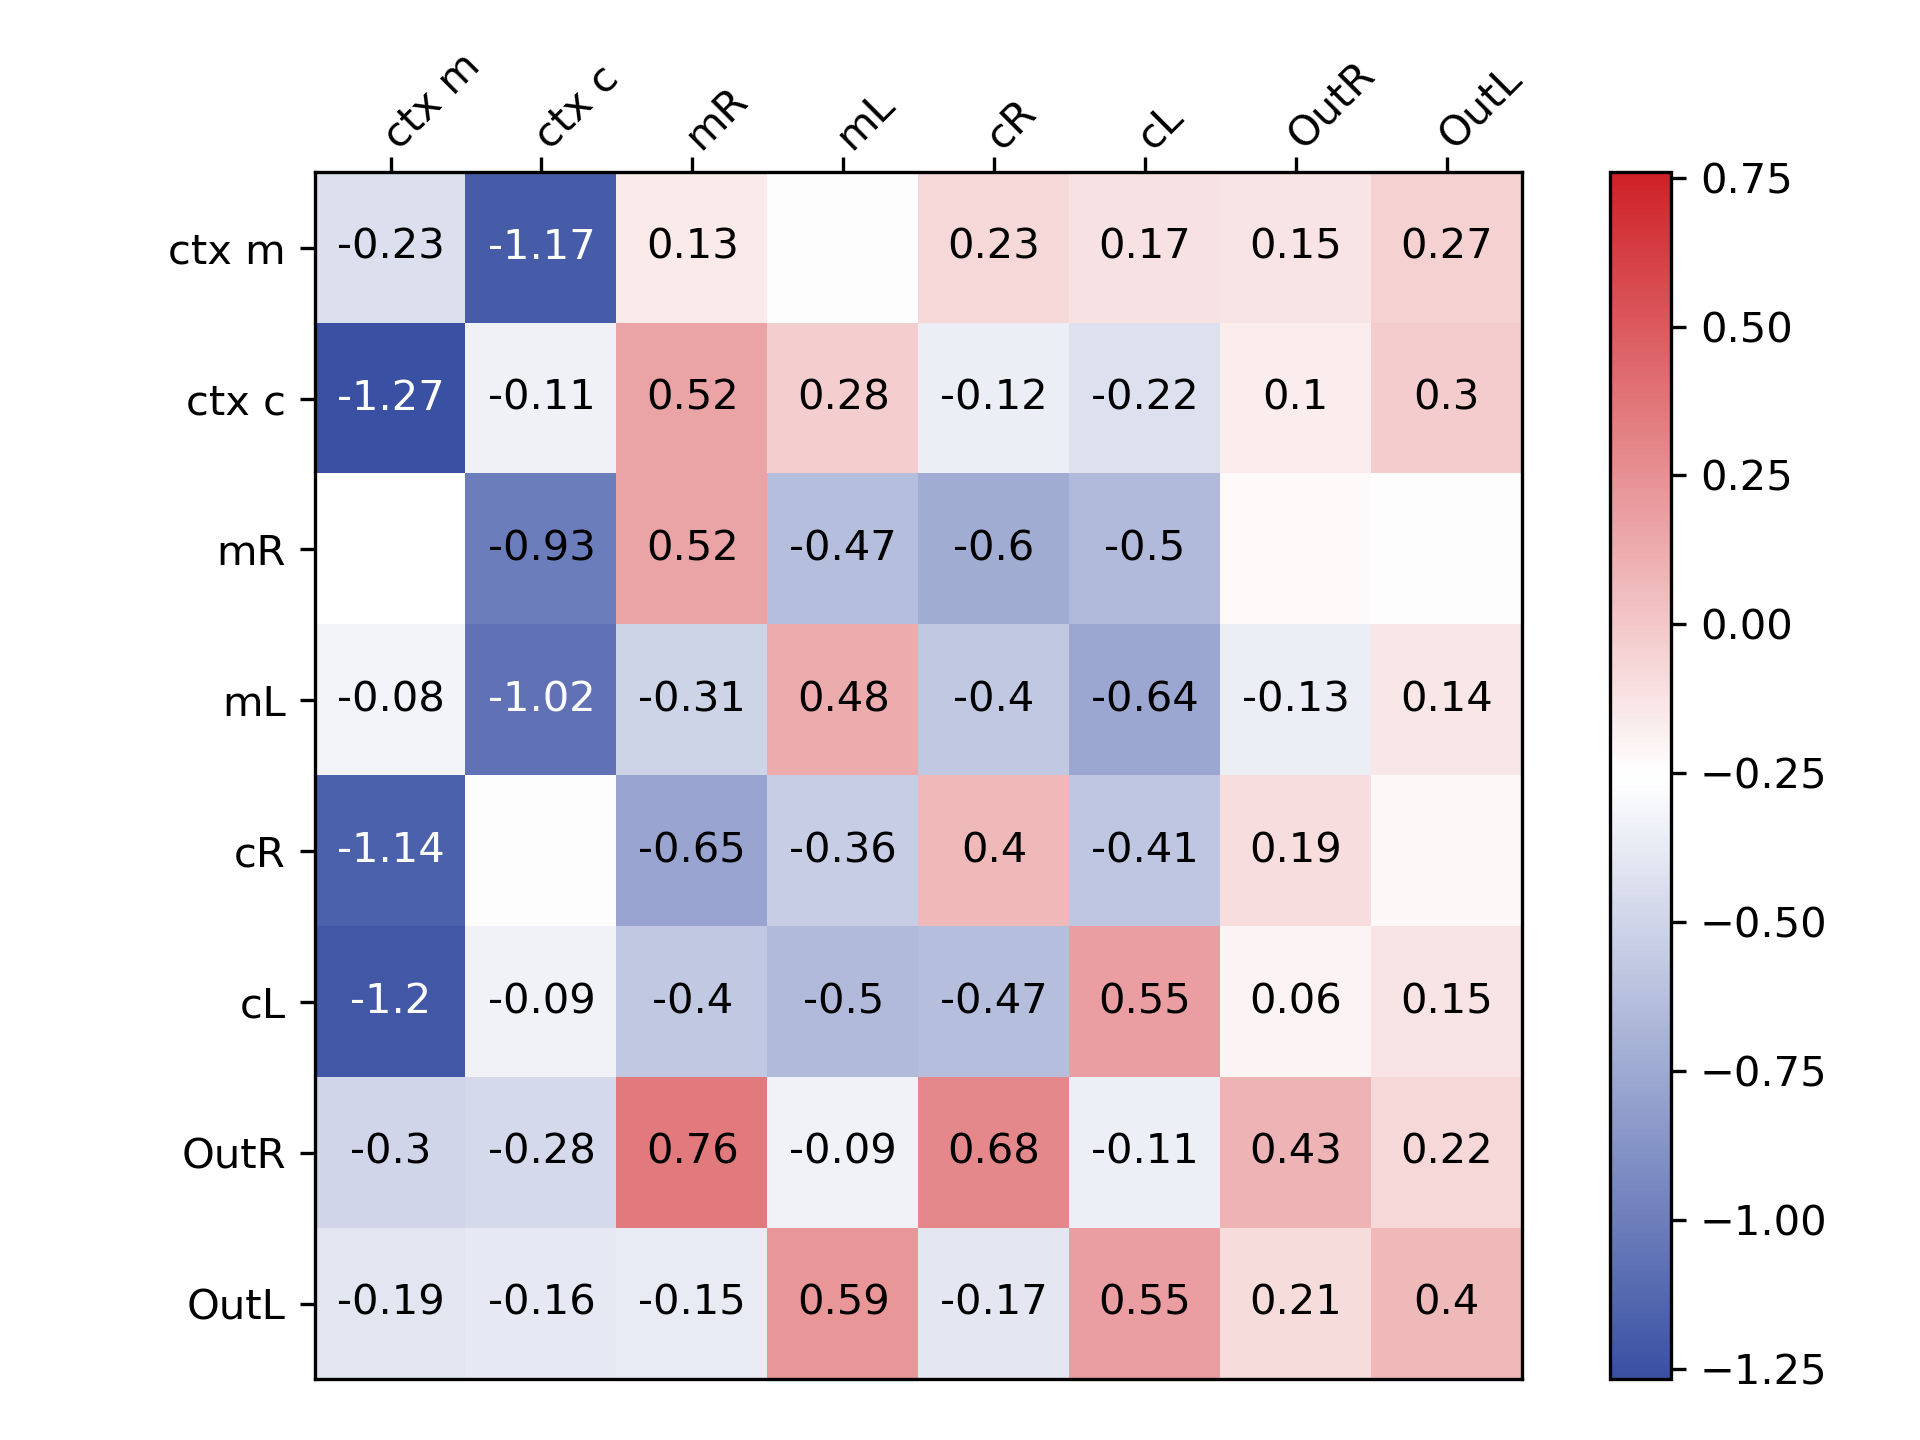 ctx m ctx c mR mL cR cL OutR OutL
ctx m -0.23 -1.17 0.13 0.23 0.17 0.15 0.27
ctx c -1.27 -0.11 0.52 0.28 -0.12 -0.22 0.1 0.3
mR -0.93 0.52 -0.47 -0.6 -0.5
mL -0.08 -1.02 -0.31 0.48 -0.4 -0.64 -0.13 0.14
cR -1.14 -0.65 -0.36 0.4 -0.41 0.19
cL -1.2 -0.09 -0.4 -0.5 -0.47 0.55 0.06 0.15
OutR -0.3 -0.28 0.76 -0.09 0.68 -0.11 0.43 0.22
OutL -0.19 -0.16 -0.15 0.59 -0.17 0.55 0.21 0.4
0.75
0.50
0.25
0.00
−0.25
−0.50
−0.75
−1.00
−1.25